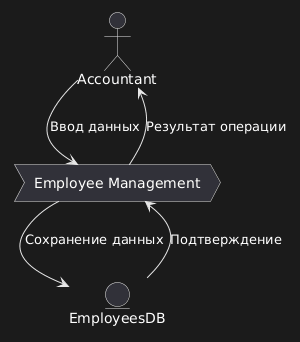 Accountant
Ввод данных
Результат операции
Employee Management
Сохранение данных
Подтверждение
EmployeesDB